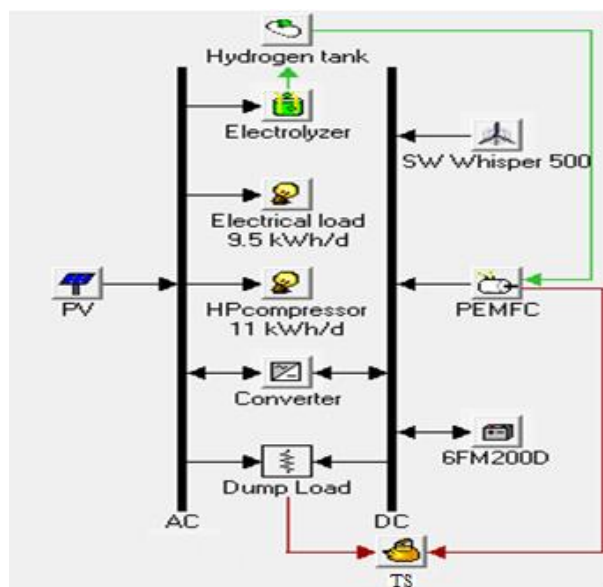 Hydrogen tank
Electrolyzer
SW Whisper 500
Electrical load
9.5 kWh/d
PV
HPcompressor
11 kWh/d
PEMFC
Converter
6FM200D
Dump Load
AC
DC
TS